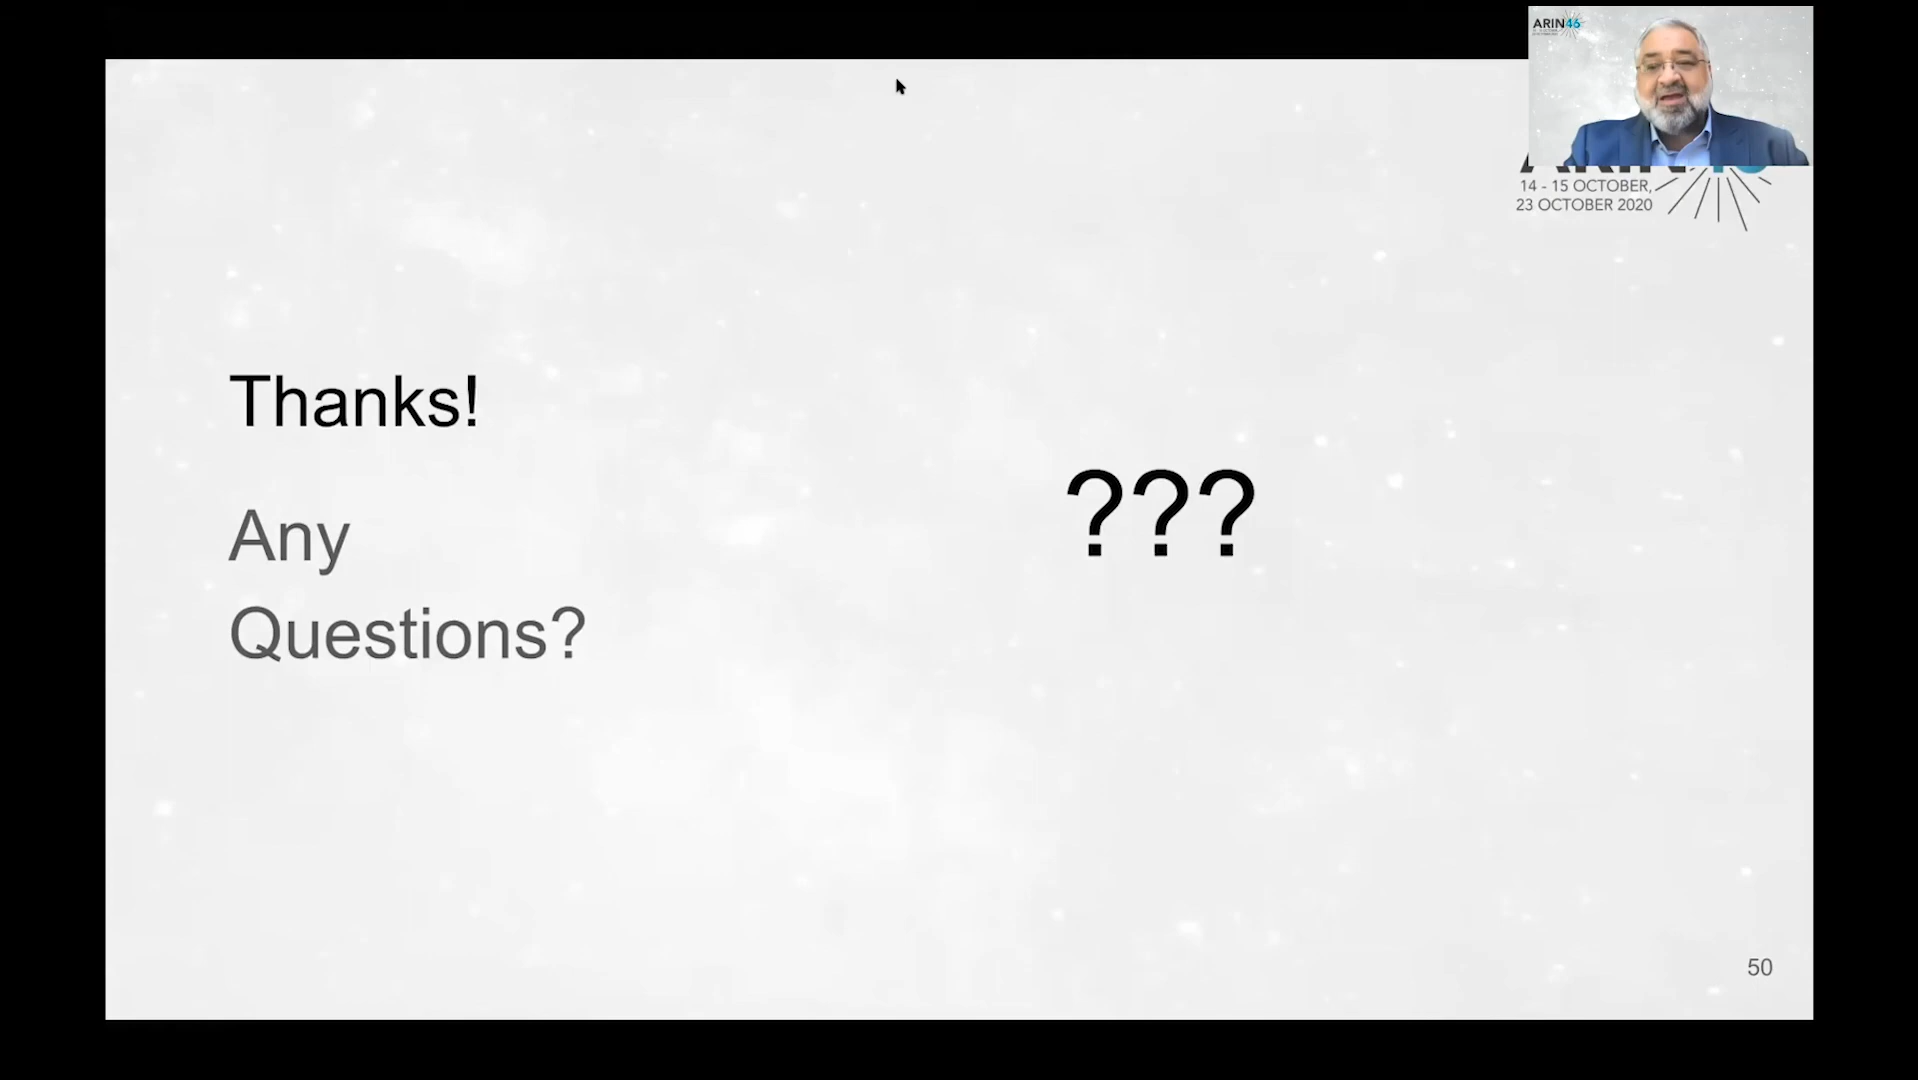 ARIN46
14 - 15 OCTOBER,
23 OCTOBER 2020
Thanks!
Any
Questions?
???
50